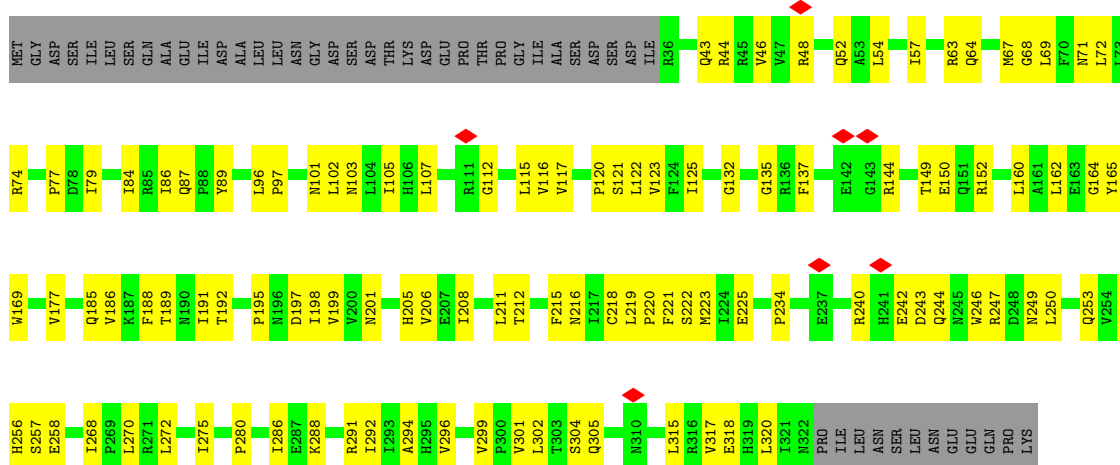 MET GLY ASP SER ILE LEU SER GLN ALA GLU ILE ASP ALA LEU LEU ASN GLY ASP SER SER ASP THR LYS ASP GLU PRO THR PRO GLY ILE ALA SER ASP SER ASP ILE R36 Q43 R44 R45 V46 V47 R48 Q52 A53 L54 I57 R63 Q64 M67 G68 L69 F70 N71 L72 L73
R74 P77 D78 I79 I84 R85 I86 Q87 P88 Y89 L96 P97 N101 L102 N103 L104 I105 H106 L107 R111 G112 L115 V116 V117 P120 S121 L122 V123 F124 I125 G132 G135 R136 F137 E142 G143 R144 T149 E150 Q151 R152 L160 A161 L162 E163 G164 Y165
W169 V177 Q185 V186 K187 F188 T189 N190 I191 T192 P195 N196 D197 I198 V199 V200 N201 H205 V206 E207 I208 L211 T212 F215 N216 I217 C218 L219 P220 F221 S222 M223 I224 E225 P234 E237 R240 H241 E242 D243 Q244 N245 W246 R247 D248 N249 L250 Q253 V254
H256 S257 E258 I268 P269 L270 R271 L272 I275 P280 I286 E287 K288 R291 I292 I293 A294 H295 V296 V299 P300 V301 L302 T303 S304 Q305 N310 L315 R316 V317 E318 H319 L320 I321 N322 PRO ILE LEU ASN SER LEU ASN GLU GLU GLN PRO LYS